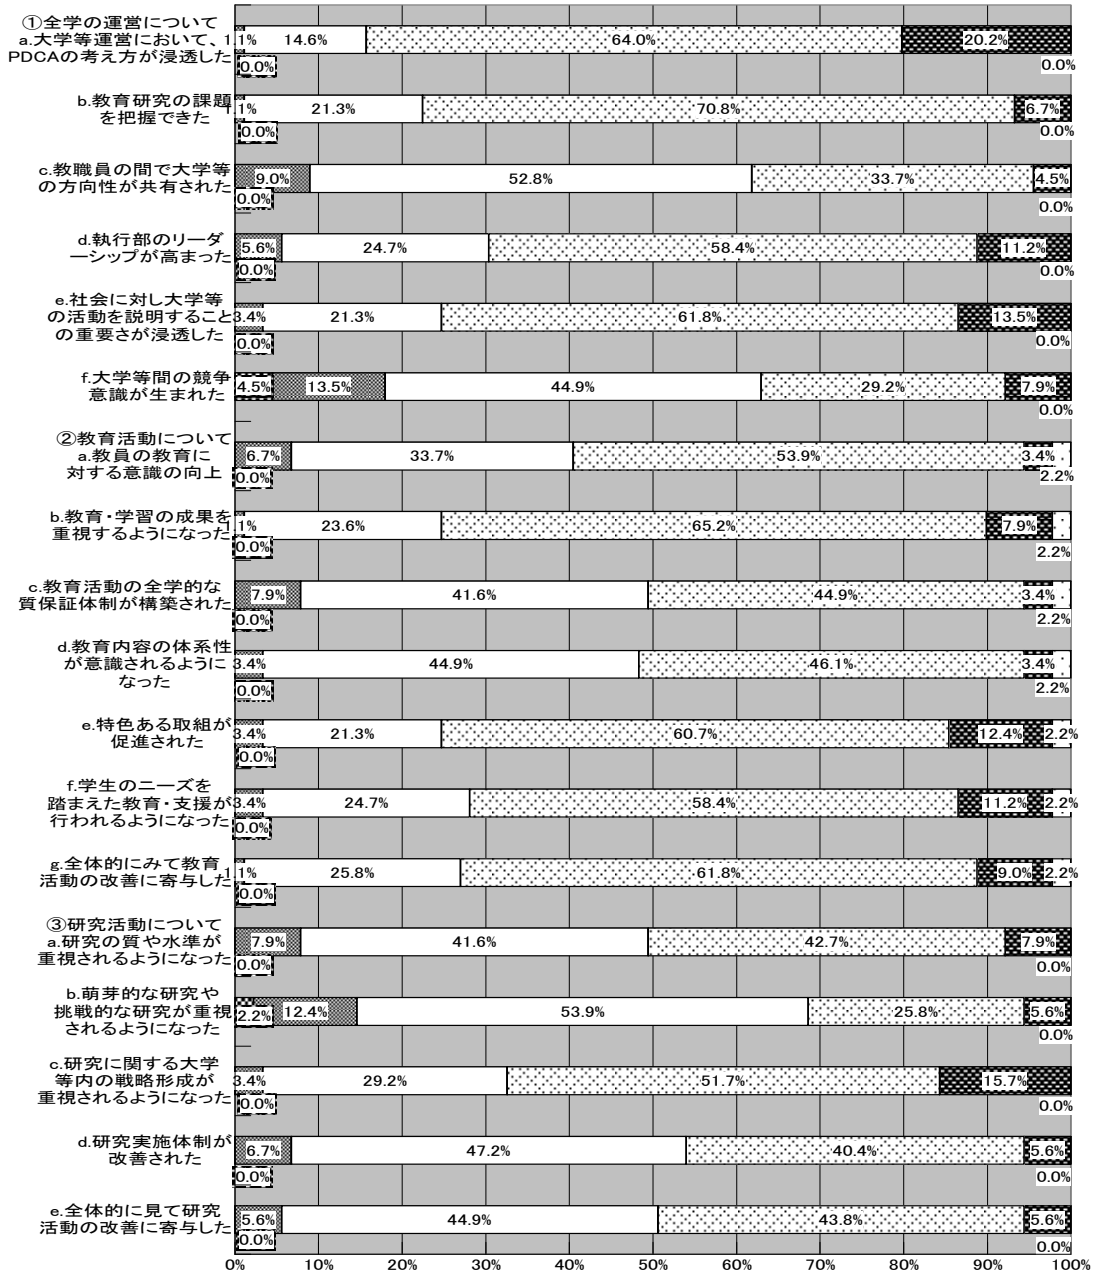 ①全学の運営について
a.大学等運営において、
PDCAの考え方が浸透した
1.1% 14.6% 64.0% 20.2%
0.0% 0.0%
b.教育研究の課題
を把握できた
1.1% 21.3% 70.8% 6.7%
0.0% 0.0%
c.教職員の間で大学等
の方向性が共有された
9.0% 52.8% 33.7% 4.5%
0.0% 0.0%
d.執行部のリーダ
ーシップが高まった
5.6% 24.7% 58.4% 11.2%
0.0% 0.0%
e.社会に対し大学等
の活動を説明すること
の重要さが浸透した
3.4% 21.3% 61.8% 13.5%
0.0% 0.0%
f.大学等間の競争
意識が生まれた
4.5% 13.5% 44.9% 29.2% 7.9%
0.0%
②教育活動について
a.教員の教育に
対する意識の向上
6.7% 33.7% 53.9% 3.4%
0.0% 2.2%
b.教育・学習の成果を
重視するようになった
1.1% 23.6% 65.2% 7.9%
0.0% 2.2%
c.教育活動の全学的な
質保証体制が構築された
7.9% 41.6% 44.9% 3.4%
0.0% 2.2%
d.教育内容の体系性
が意識されるように
なった
3.4% 44.9% 46.1% 3.4%
0.0% 2.2%
e.特色ある取組が
促進された
3.4% 21.3% 60.7% 12.4% 2.2%
0.0%
f.学生のニーズを
踏まえた教育・支援が
行われるようになった
3.4% 24.7% 58.4% 11.2% 2.2%
0.0%
g.全体的にみて教育
活動の改善に寄与した
1.1% 25.8% 61.8% 9.0% 2.2%
0.0%
③研究活動について
a.研究の質や水準が
重視されるようになった
7.9% 41.6% 42.7% 7.9%
0.0% 0.0%
b.萌芽的な研究や
挑戦的な研究が重視
されるようになった
2.2% 12.4% 53.9% 25.8% 5.6%
0.0%
c.研究に関する大学
等内の戦略形成が
重視されるようになった
3.4% 29.2% 51.7% 15.7%
0.0% 0.0%
d.研究実施体制が
改善された
6.7% 47.2% 40.4% 5.6%
0.0% 0.0%
e.全体的に見て研究
活動の改善に寄与した
5.6% 44.9% 43.8% 5.6%
0.0% 0.0%
0% 10% 20% 30% 40% 50% 60% 70% 80% 90% 100%